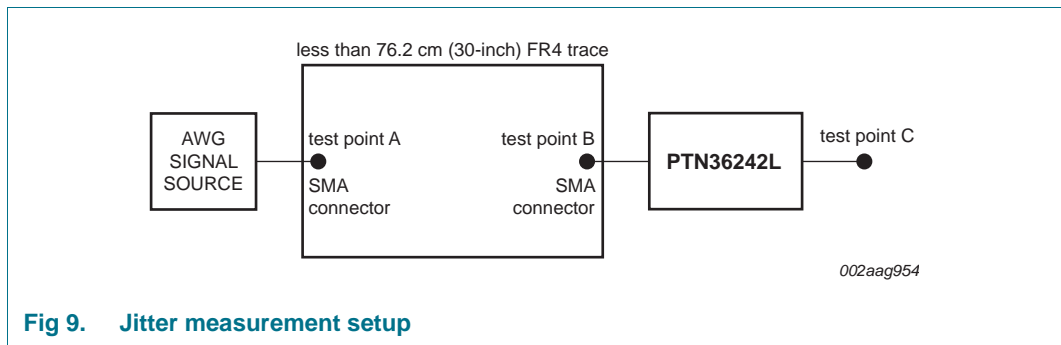 less than 76.2 cm (30-inch) FR4 trace
AWG
SIGNAL
SOURCE
test point A
SMA
connector
test point B
SMA
connector
PTN36242L
test point C
002aag954
Fig 9. Jitter measurement setup